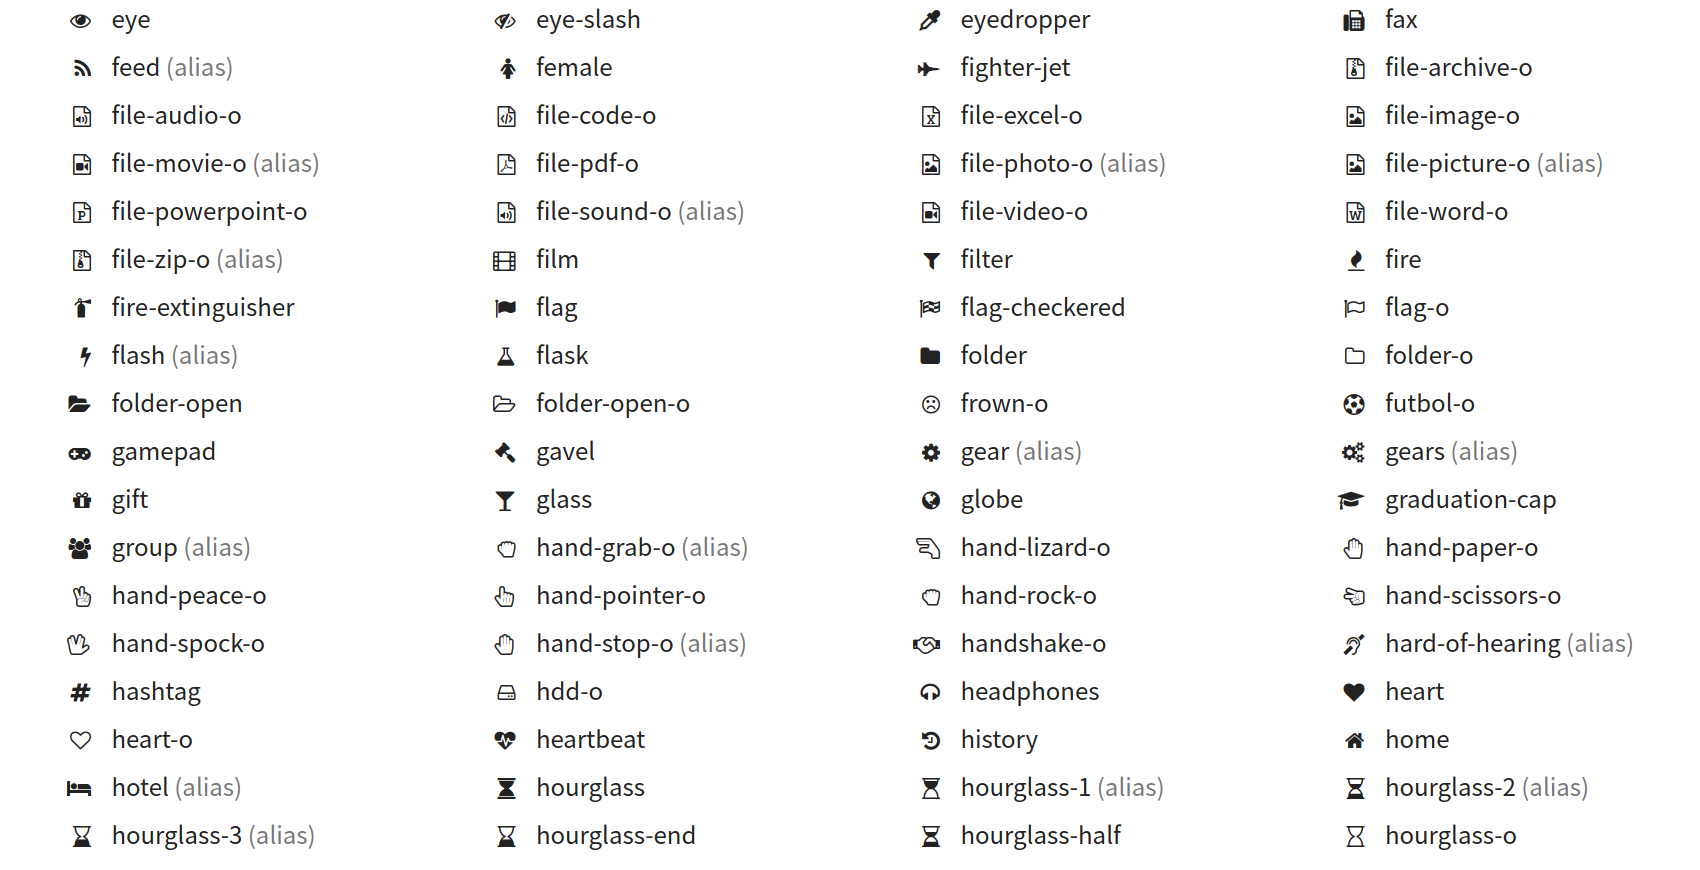 eye eye-slash eyedropper fax
feed (alias) female fighter-jet file-archive-o
file-audio-o file-code-o file-excel-o file-image-o
file-movie-o (alias) file-pdf-o file-photo-o (alias) file-picture-o (alias)
file-powerpoint-o file-sound-o (alias) file-video-o file-word-o
file-zip-o (alias) film filter fire
fire-extinguisher flag flag-checkered flag-o
flash (alias) flask folder folder-o
folder-open folder-open-o frown-o futbol-o
gamepad gavel gear (alias) gears (alias)
gift glass globe graduation-cap
group (alias) hand-grab-o (alias) hand-lizard-o hand-paper-o
hand-peace-o hand-pointer-o hand-rock-o hand-scissors-o
hand-spock-o hand-stop-o (alias) handshake-o hard-of-hearing (alias)
hashtag hdd-o headphones heart
heart-o heartbeat history home
hotel (alias) hourglass hourglass-1 (alias) hourglass-2 (alias)
hourglass-3 (alias) hourglass-end hourglass-half hourglass-o